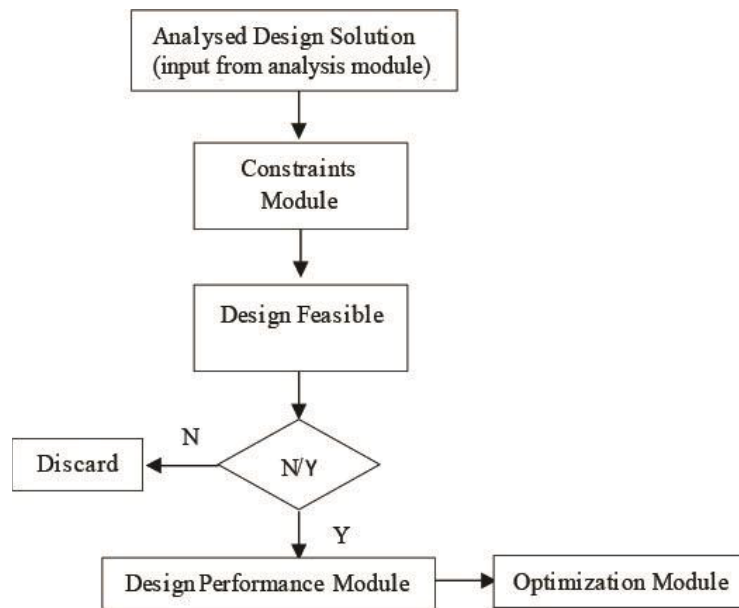 Analysed Design Solution
(input from analysis module)
Constraints
Module
Design Feasible
N
N/Y
Discard
Y
Design Performance Module
Optimization Module